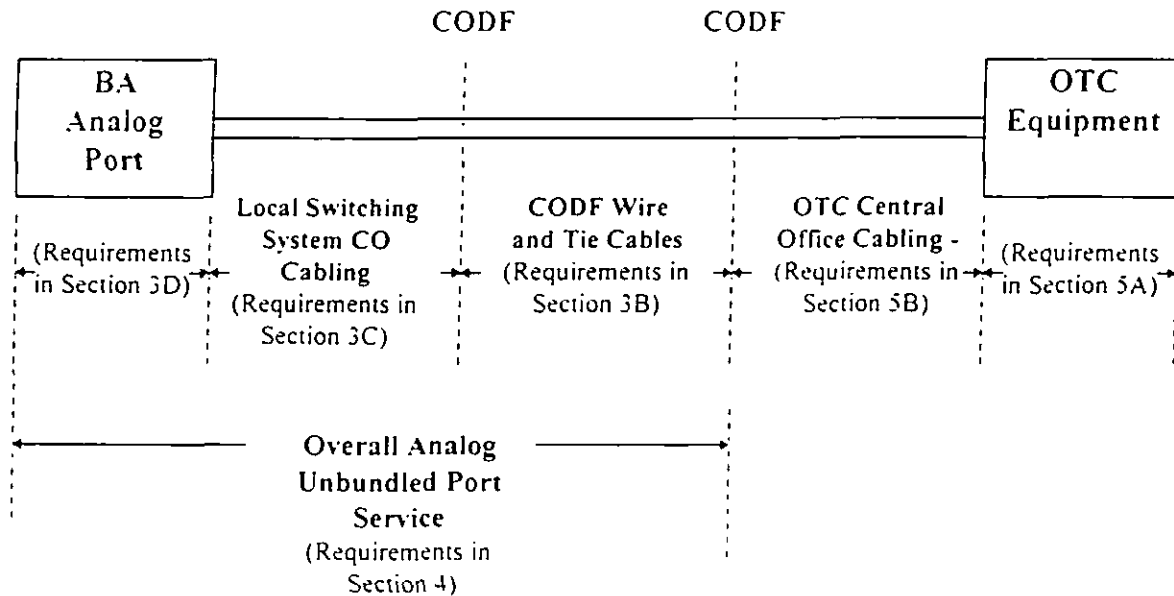 CODF
CODF
BA
Analog
Port
OTC
Equipment
(Requirements
in Section 3D)
Local Switching
System CO
Cabling
(Requirements in
Section 3C)
CODF Wire
and Tie Cables
(Requirements in
Section 3B)
OTC Central
Office Cabling -
(Requirements in
Section 5B)
(Requirements
in Section 5A)
Overall Analog
Unbundled Port
Service
(Requirements in
Section 4)